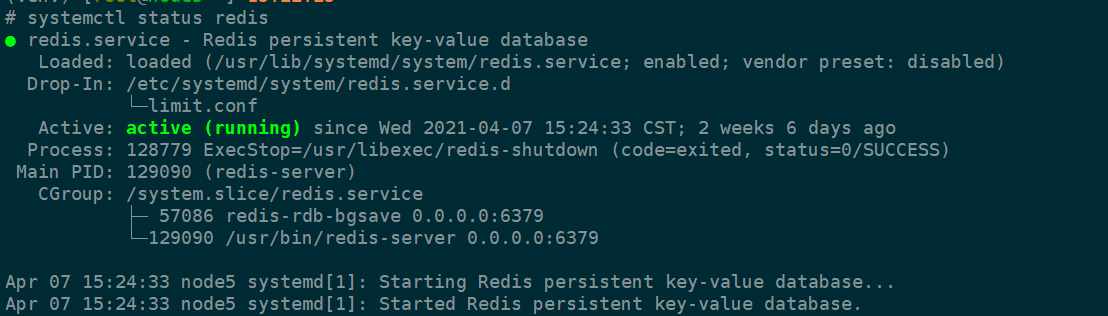 # systemctl status redis
● redis.service - Redis persistent key-value database
   Loaded: loaded (/usr/lib/systemd/system/redis.service; enabled; vendor preset: disabled)
  Drop-In: /etc/systemd/system/redis.service.d
           └─limit.conf
   Active: active (running) since Wed 2021-04-07 15:24:33 CST; 2 weeks 6 days ago
  Process: 128779 ExecStop=/usr/libexec/redis-shutdown (code=exited, status=0/SUCCESS)
 Main PID: 129090 (redis-server)
   CGroup: /system.slice/redis.service
           ├─ 57086 redis-rdb-bgsave 0.0.0.0:6379
           └─129090 /usr/bin/redis-server 0.0.0.0:6379
Apr 07 15:24:33 node5 systemd[1]: Starting Redis persistent key-value database...
Apr 07 15:24:33 node5 systemd[1]: Started Redis persistent key-value database.